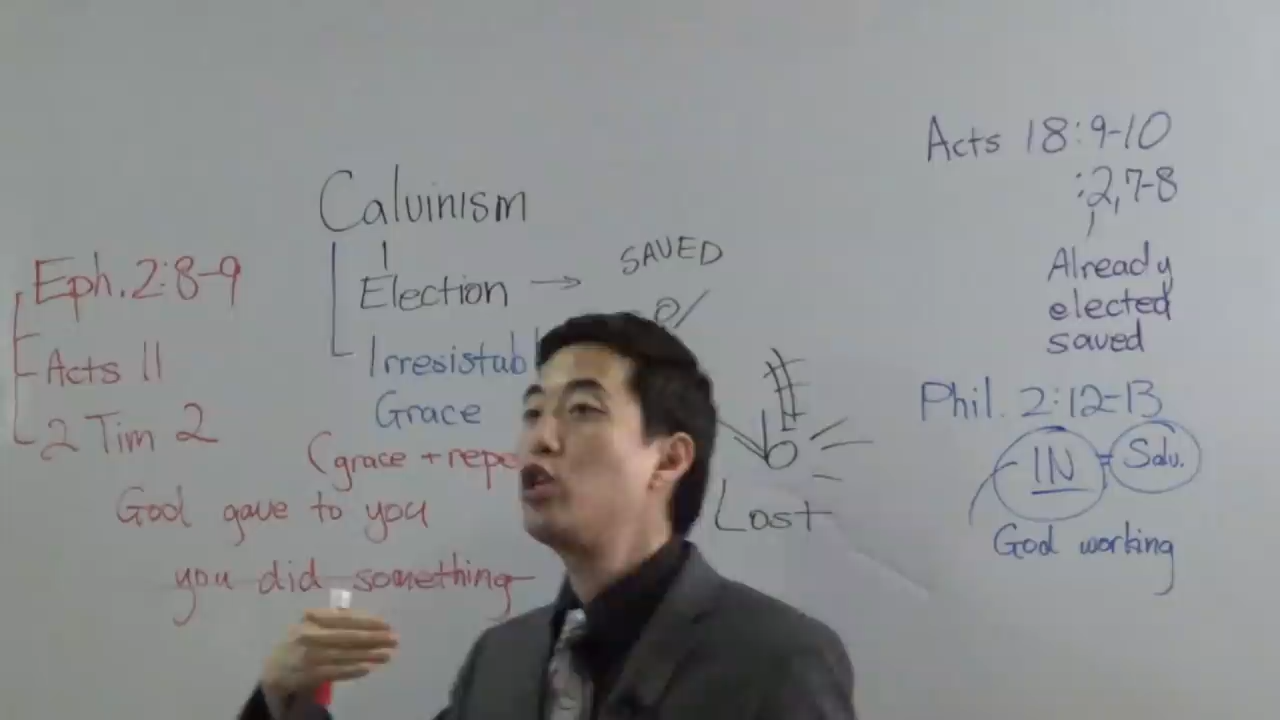 Eph. 2:8-9
Acts 11
2 Tim 2
God gave to you
you did something
Calvinism
Election → SAVED
Irresistabl
Grace
(grace + repe
Lost
Acts 18:9-10
:2,7-8
Already
elected
saved
Phil. 2:12-13
IN = Salv.
God working